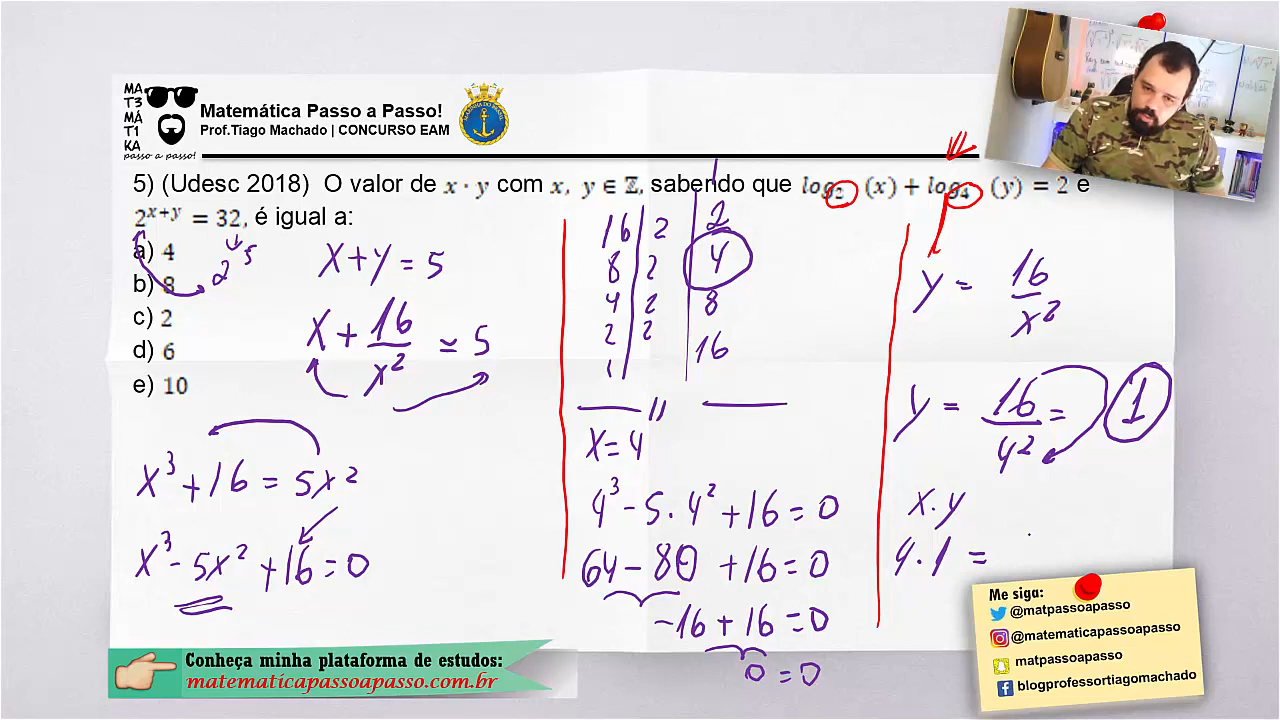 MA
T3
MÁ
T1
KA
passo a passo!
Matemática Passo a Passo!
Prof.Tiago Machado | CONCURSO EAM
5) (Udesc 2018) O valor de x · y com x, y ∈ ℤ, sabendo que log₂ (x) + log₄ (y) = 2 e
2^{x+y} = 32, é igual a:
a) 4
b) 8
c) 2
d) 6
e) 10
2^5
x+y = 5
x + 16/x² = 5
x³ + 16 = 5x²
x³ - 5x² + 16 = 0
16 | 2 | 2
8 | 2 | 4
4 | 2 | 8
2 | 2 | 16
1
1
x = 4
4³ - 5 . 4² + 16 = 0
64 - 80 + 16 = 0
-16 + 16 = 0
0 = 0
y = 16/x²
y = 16/4² = 1
x . y
4 . 1 =
Conheça minha plataforma de estudos:
matematicapassoapasso.com.br
Me siga:
@matpassoapasso
@matematicapassoapasso
matpassoapasso
blogprofessortiagomachado